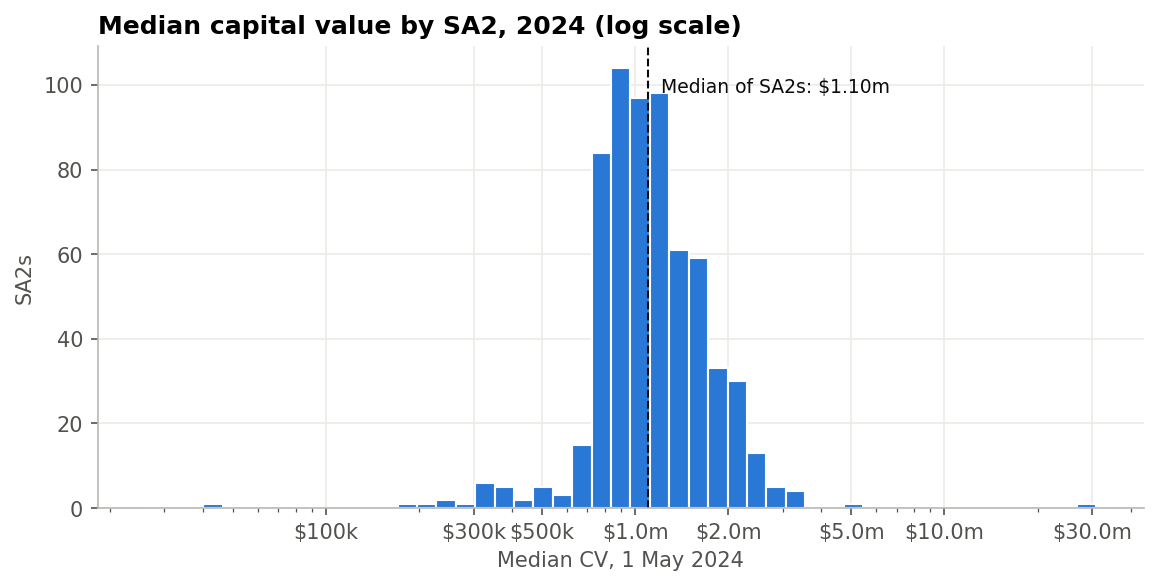 Median capital value by SA2, 2024 (log scale)
Median of SA2s: $1.10m
100
80
60
40
20
0
SA2s
$100k $300k $500k $1.0m $2.0m $5.0m $10.0m $30.0m
Median CV, 1 May 2024